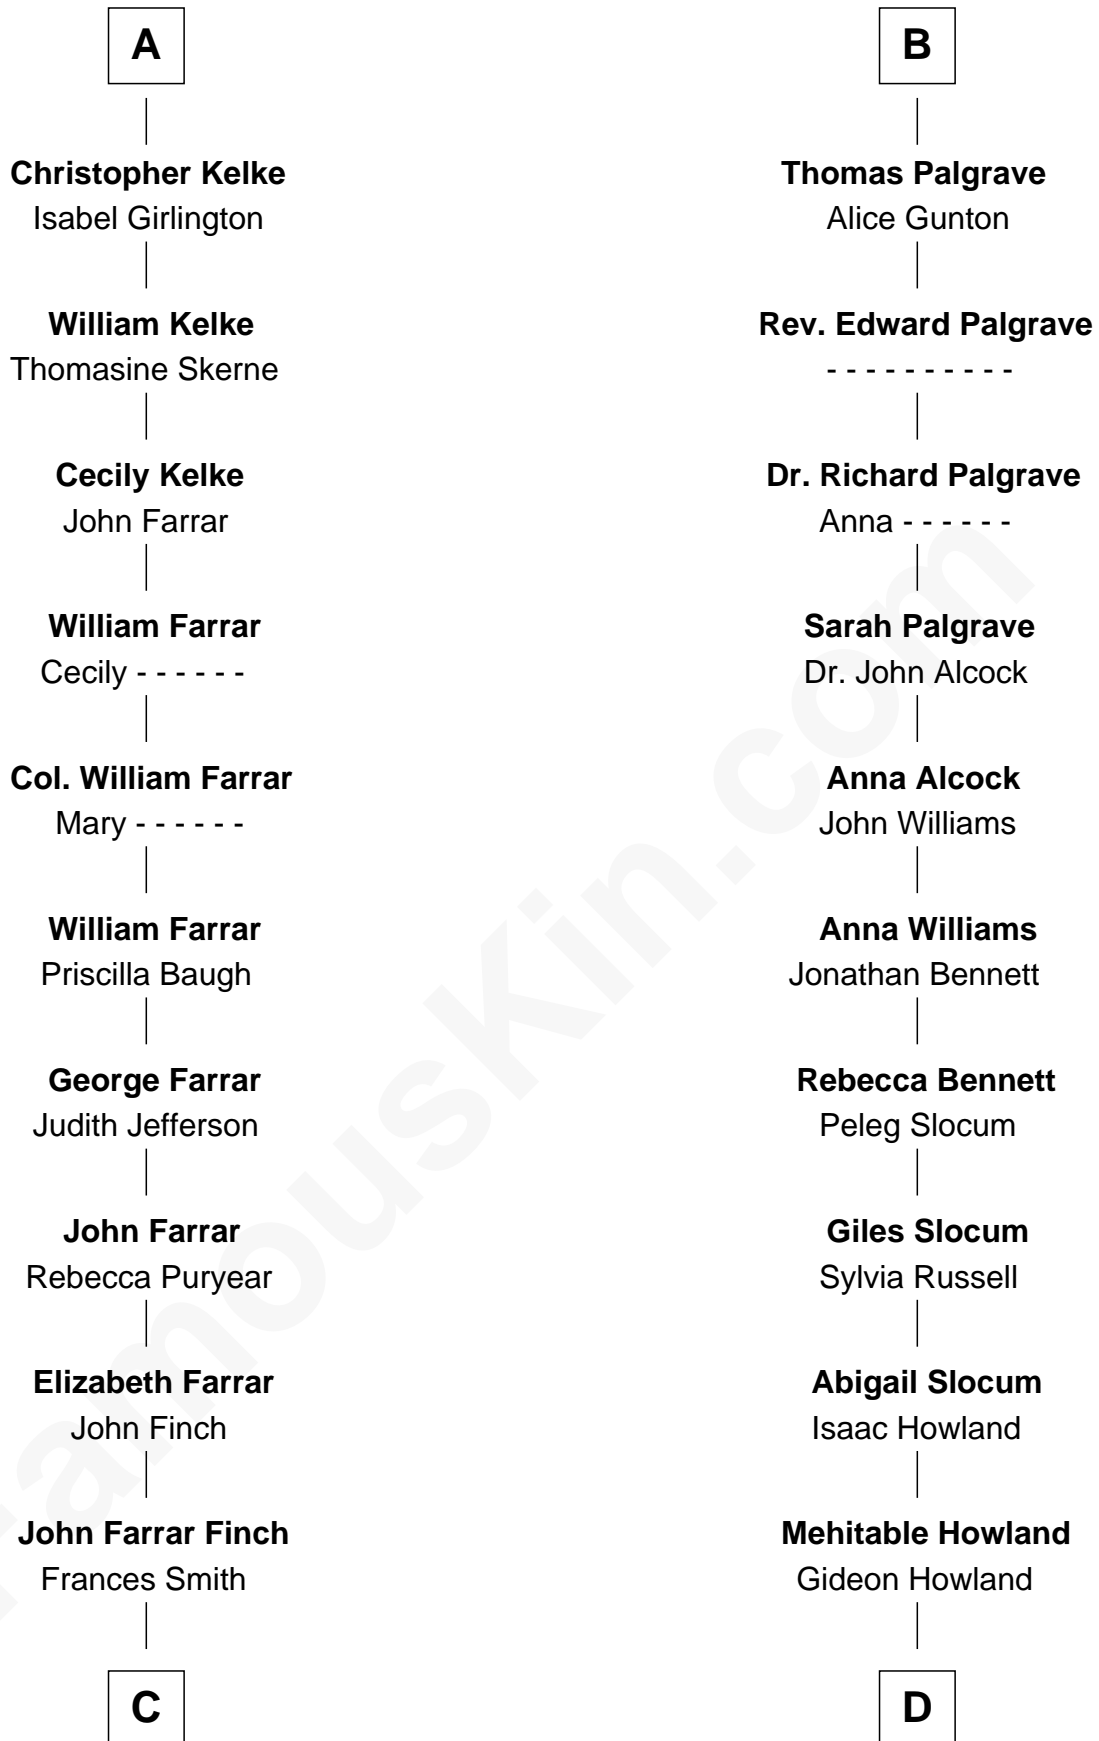 A
Christopher Kelke
Isabel Girlington
William Kelke
Thomasine Skerne
Cecily Kelke
John Farrar
William Farrar
Cecily - - - - - -
Col. William Farrar
Mary - - - - - -
William Farrar
Priscilla Baugh
George Farrar
Judith Jefferson
John Farrar
Rebecca Puryear
Elizabeth Farrar
John Finch
John Farrar Finch
Frances Smith
C
B
Thomas Palgrave
Alice Gunton
Rev. Edward Palgrave
- - - - - - - - - -
Dr. Richard Palgrave
Anna - - - - - -
Sarah Palgrave
Dr. John Alcock
Anna Alcock
John Williams
Anna Williams
Jonathan Bennett
Rebecca Bennett
Peleg Slocum
Giles Slocum
Sylvia Russell
Abigail Slocum
Isaac Howland
Mehitable Howland
Gideon Howland
D
FamousKin.com